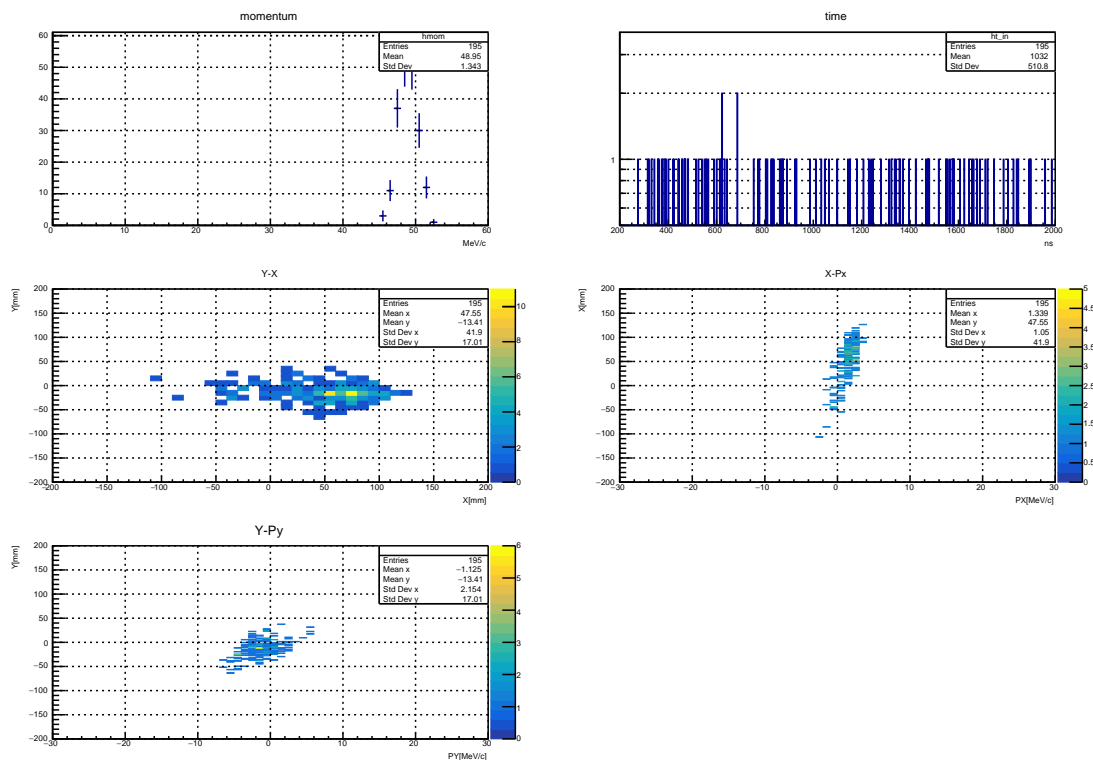 momentum
hmom
Entries 195
Mean 48.95
Std Dev 1.343
60
50
40
30
20
10
0
0 10 20 30 40 50 60
MeV/c
time
ht_in
Entries 195
Mean 1032
Std Dev 510.8
1
200 400 600 800 1000 1200 1400 1600 1800 2000
ns
Y-X
Y[mm]
Entries 195
Mean x 47.55
Mean y −13.41
Std Dev x 41.9
Std Dev y 17.01
200
150
100
50
0
−50
−100
−150
−200
−200 −150 −100 −50 0 50 100 150 200
X[mm]
10
8
6
4
2
0
X-Px
X[mm]
Entries 195
Mean x 1.339
Mean y 47.55
Std Dev x 1.05
Std Dev y 41.9
200
150
100
50
0
−50
−100
−150
−200
−30 −20 −10 0 10 20 30
PX[MeV/c]
5
4.5
4
3.5
3
2.5
2
1.5
1
0.5
0
Y-Py
Y[mm]
Entries 195
Mean x −1.125
Mean y −13.41
Std Dev x 2.154
Std Dev y 17.01
200
150
100
50
0
−50
−100
−150
−200
−30 −20 −10 0 10 20 30
PY[MeV/c]
6
5
4
3
2
1
0